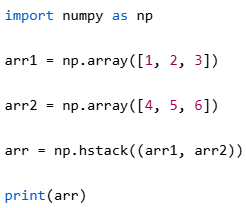 import numpy as np
arr1 = np.array([1, 2, 3])
arr2 = np.array([4, 5, 6])
arr = np.hstack((arr1, arr2))
print(arr)